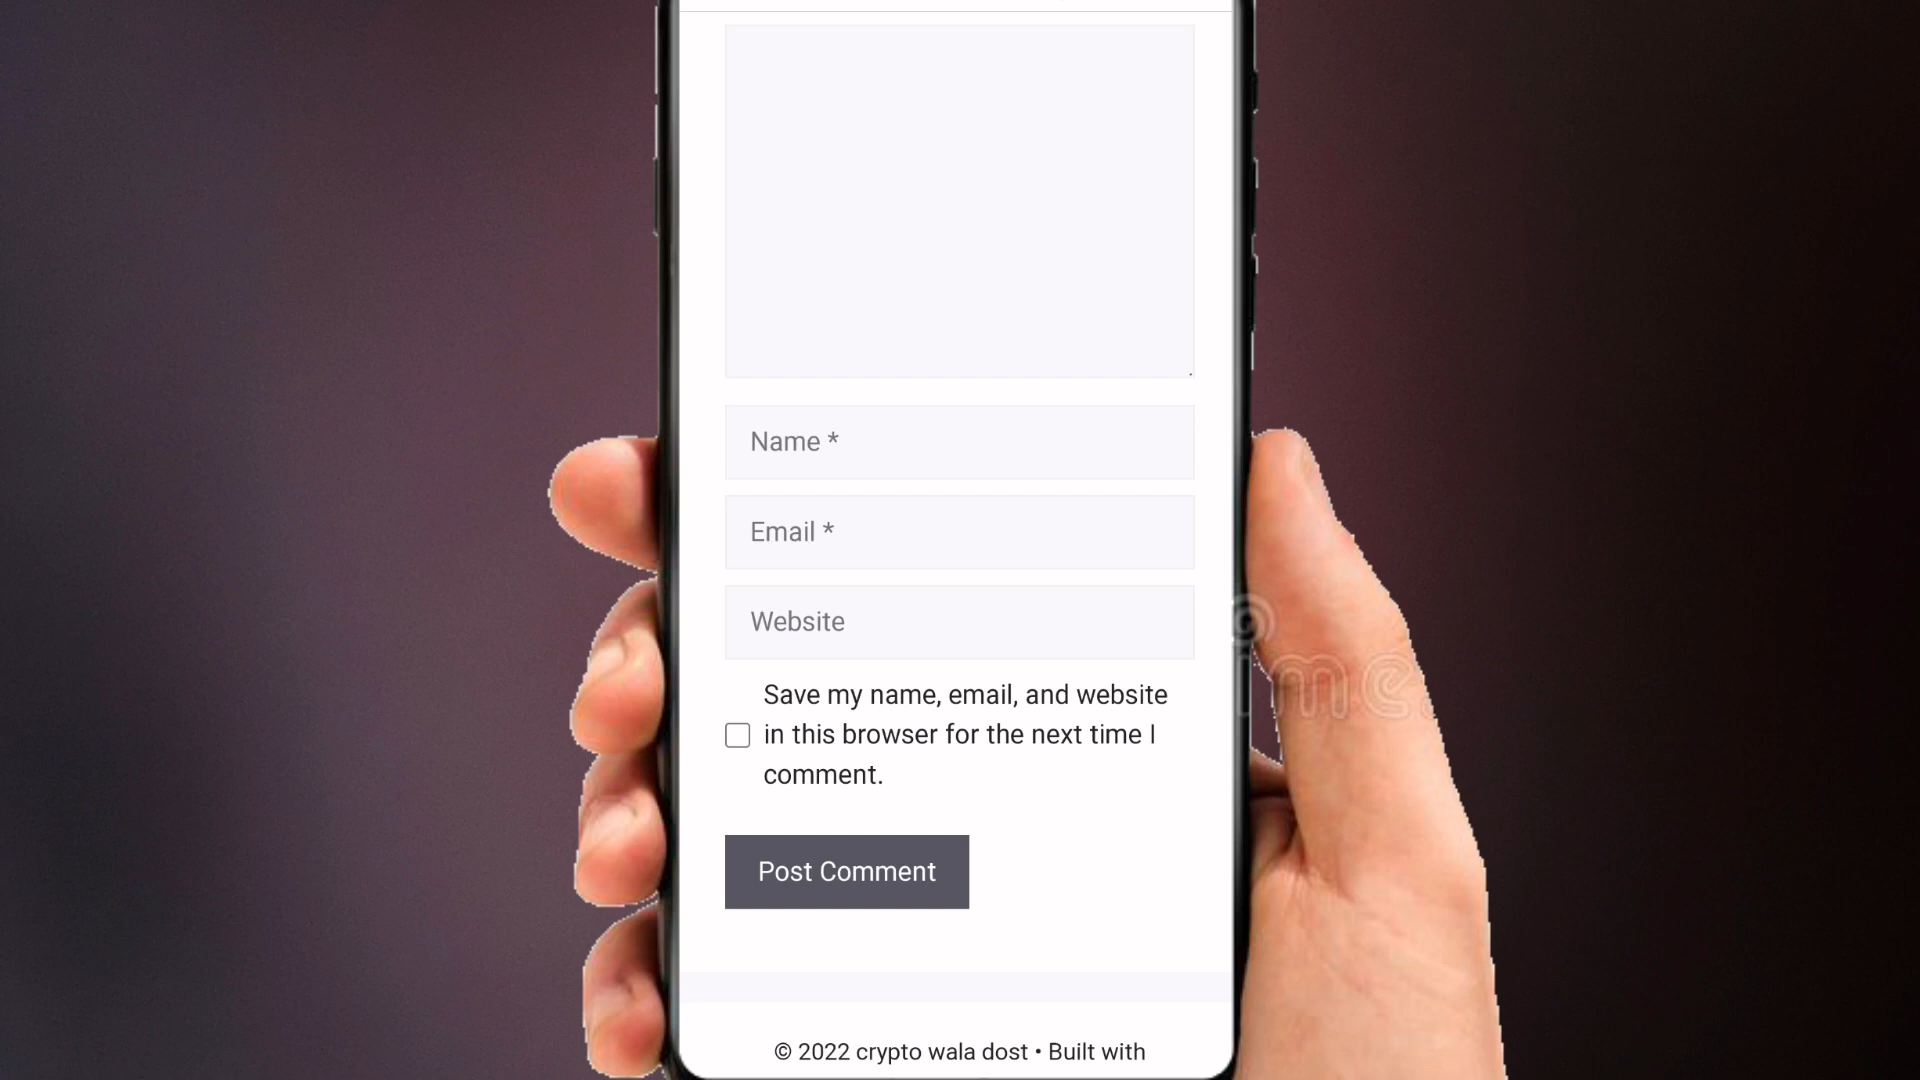 Name *
Email *
Website
Save my name, email, and website
in this browser for the next time I
comment.
Post Comment
© 2022 crypto wala dost • Built with